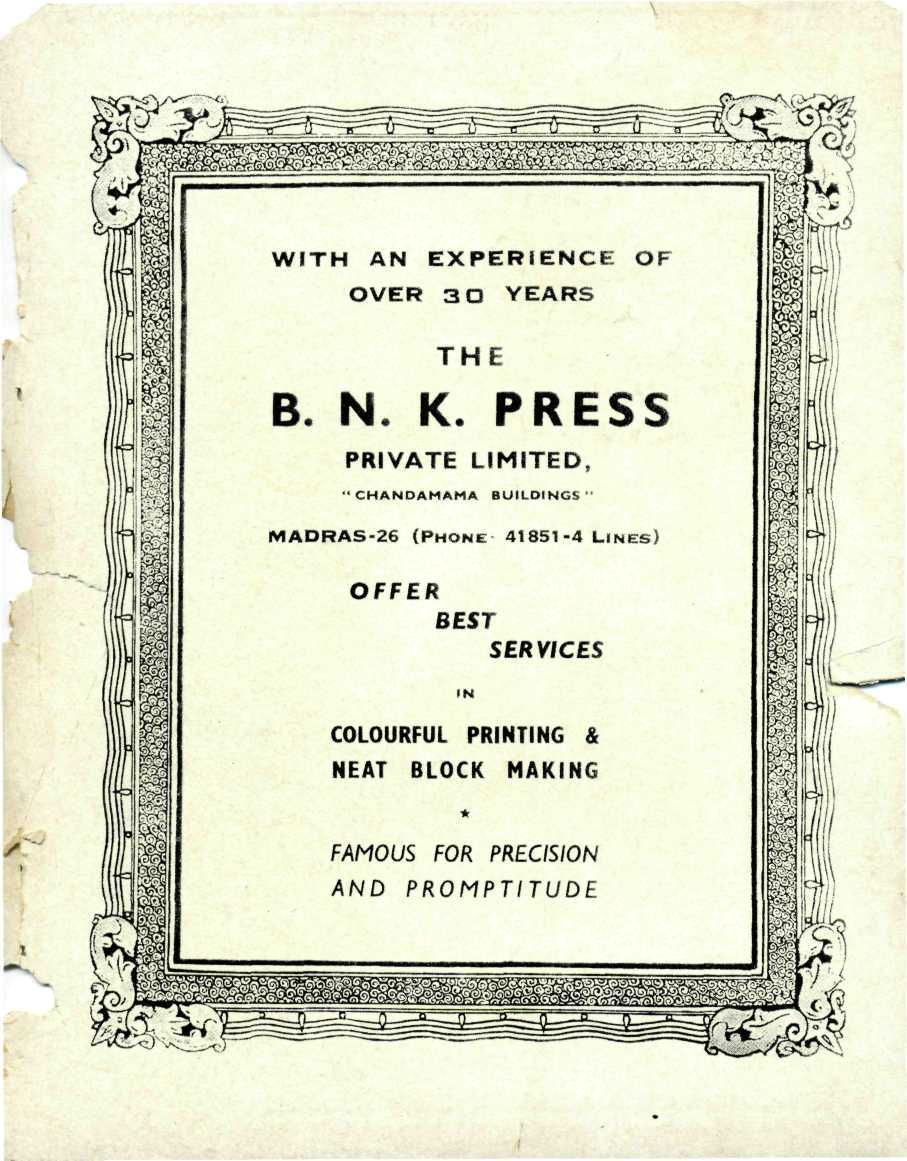 WITH AN EXPERIENCE OF
OVER 30 YEARS
THE
B. N. K. PRESS
PRIVATE LIMITED,
"CHANDAMAMA BUILDINGS"
MADRAS-26 (PHONE· 41851-4 LINES)
OFFER
BEST
SERVICES
IN
COLOURFUL PRINTING &
NEAT BLOCK MAKING
★
FAMOUS FOR PRECISION
AND PROMPTITUDE